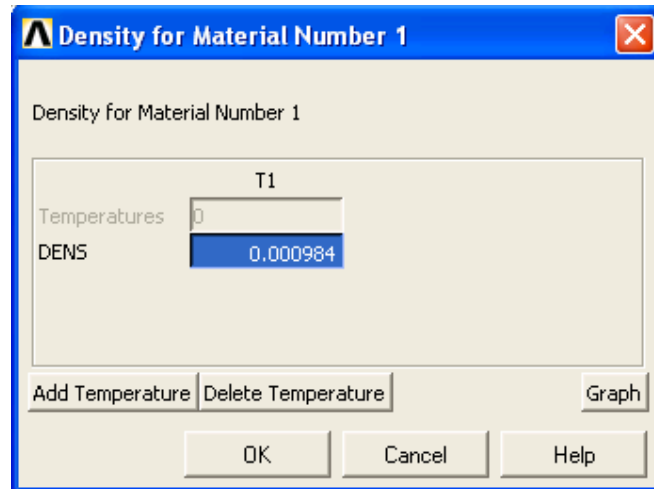 Density for Material Number 1
Density for Material Number 1
T1
Temperatures 0
DENS 0.000984
Add Temperature Delete Temperature Graph
OK Cancel Help